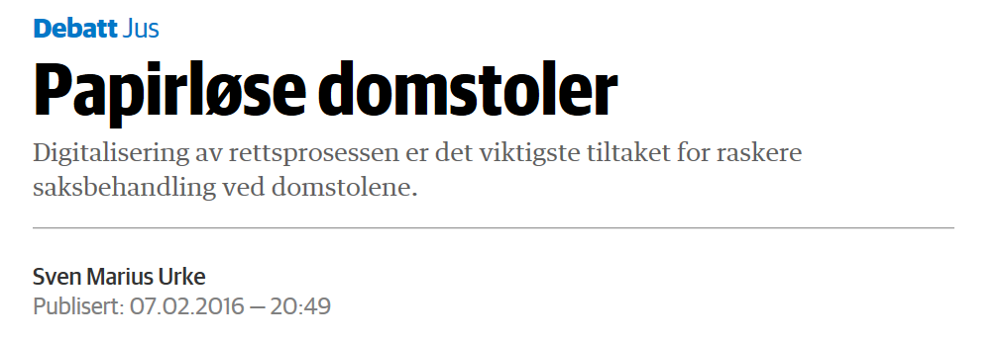 Debatt Jus
Papirløse domstoler
Digitalisering av rettsprosessen er det viktigste tiltaket for raskere
saksbehandling ved domstolene.
Sven Marius Urke
Publisert: 07.02.2016 — 20:49